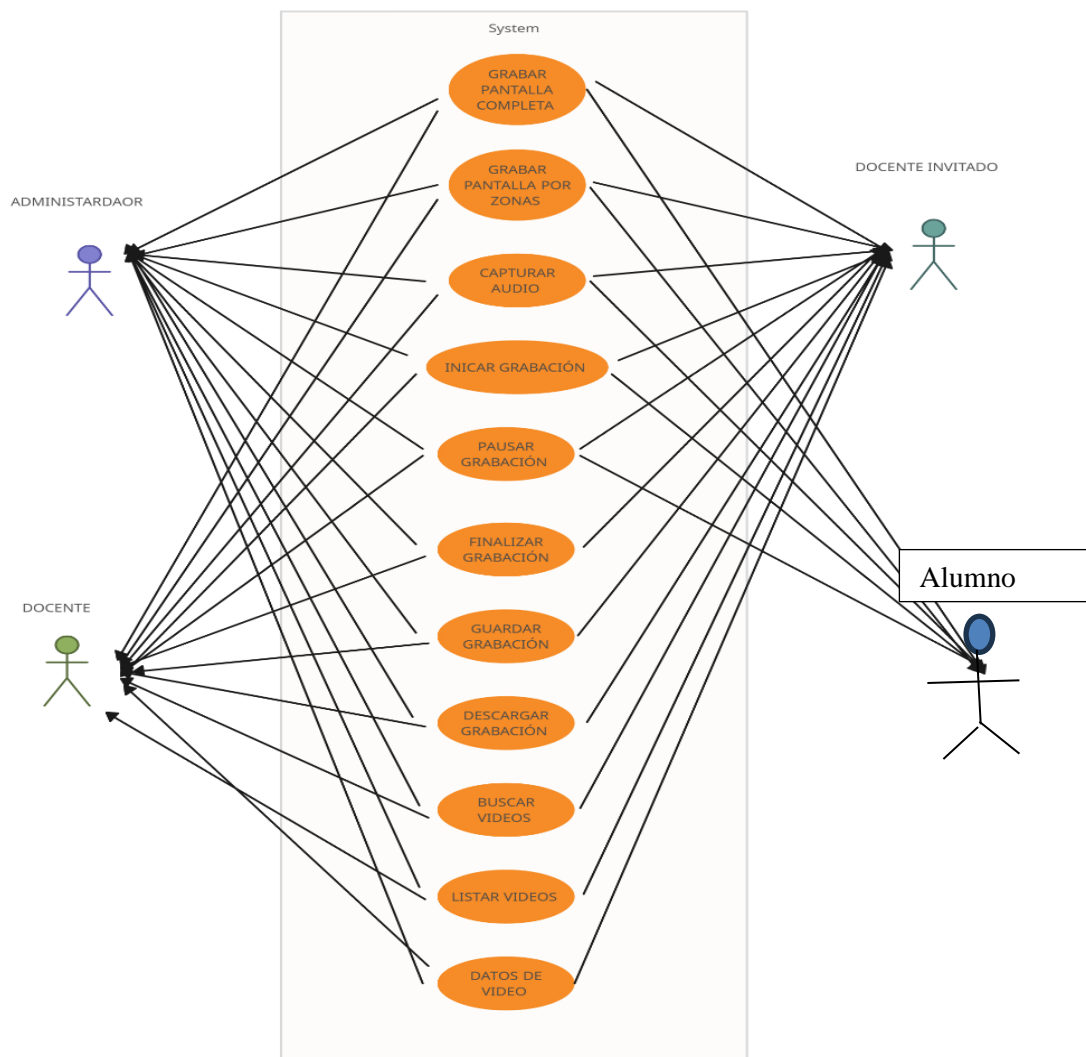 System
GRABAR
PANTALLA
COMPLETA
GRABAR
PANTALLA POR
ZONAS
DOCENTE INVITADO
ADMINISTARDAOR
CAPTURAR
AUDIO
INICAR GRABACIÓN
PAUSAR
GRABACIÓN
FINALIZAR
GRABACIÓN
Alumno
DOCENTE
GUARDAR
GRABACIÓN
DESCARGAR
GRABACIÓN
BUSCAR
VIDEOS
LISTAR VIDEOS
DATOS DE
VIDEO